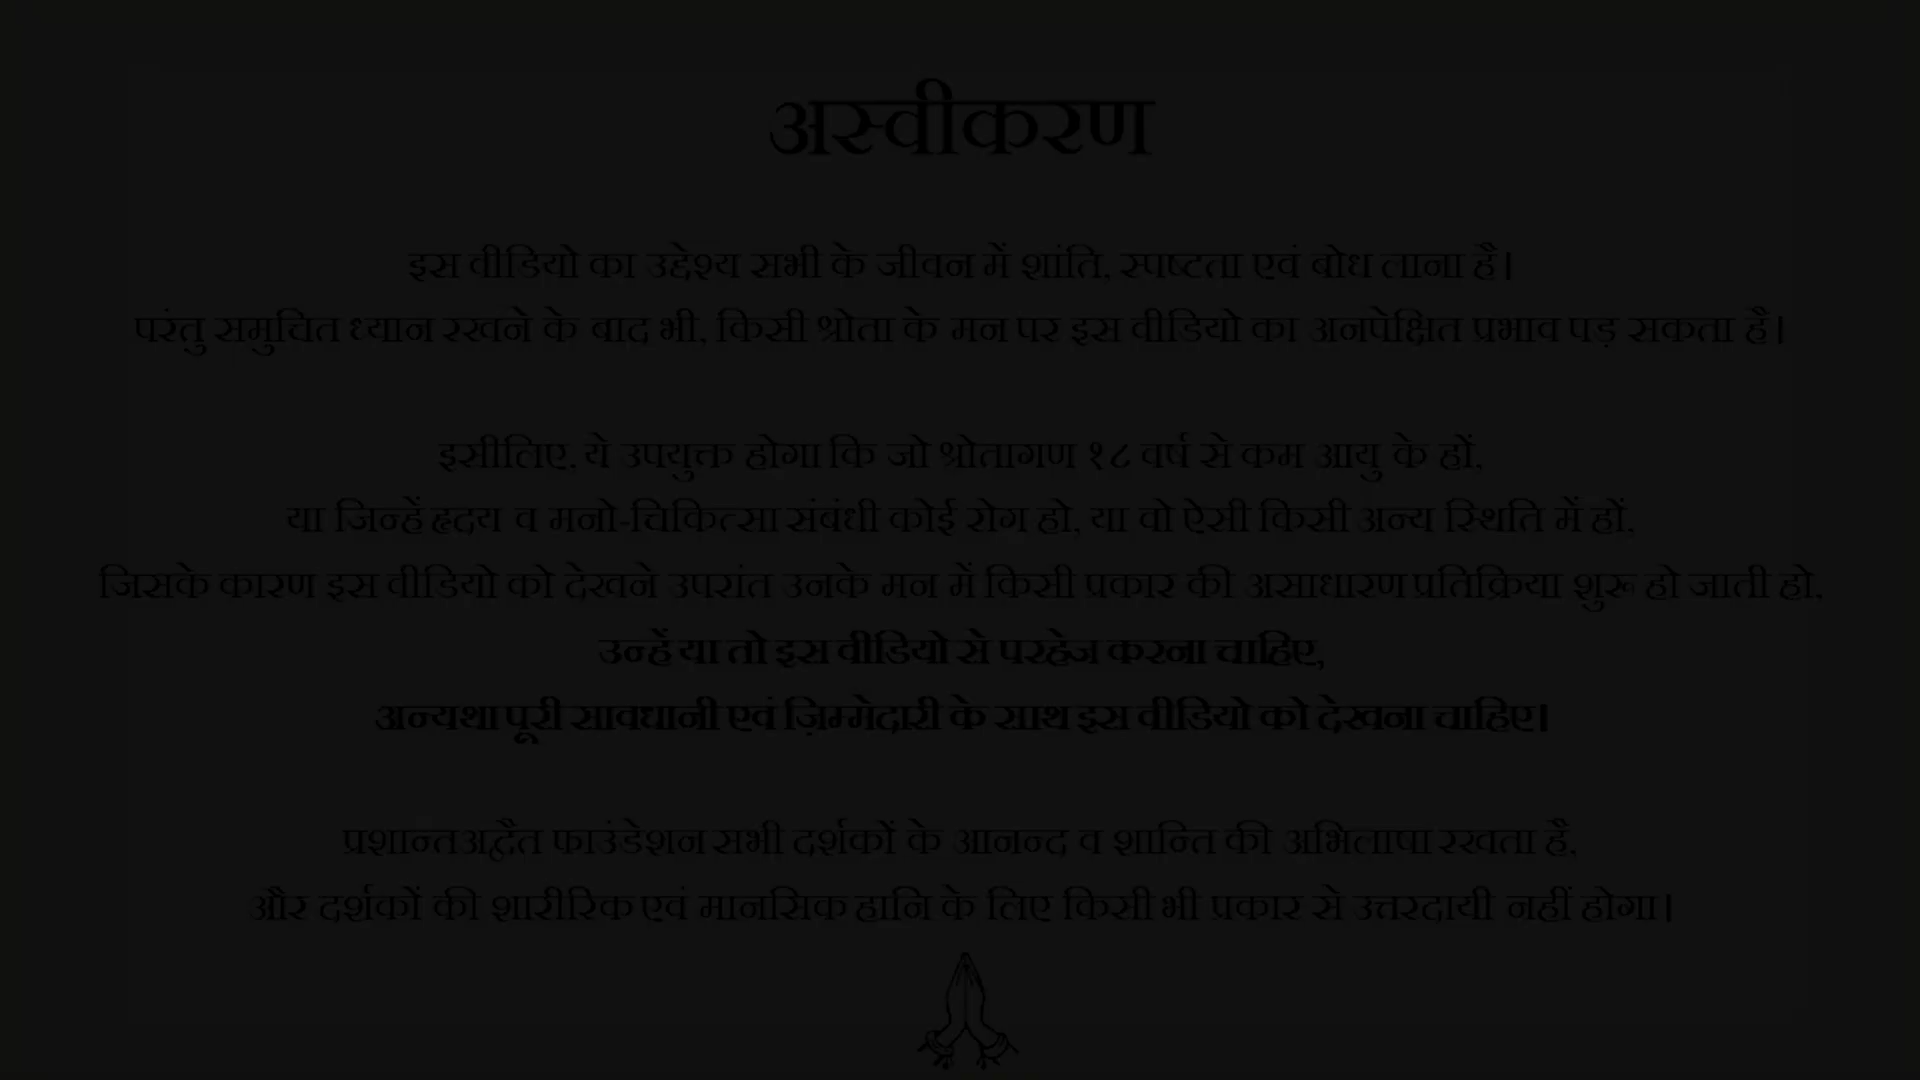 अस्वीकरण
इस वीडियो का उद्देश्य सभी के जीवन में शांति, स्पष्टता एवं बोध लाना है।
परंतु समुचित ध्यान रखने के बाद भी, किसी श्रोता के मन पर इस वीडियो का अनपेक्षित प्रभाव पड़ सकता है।
इसीलिए, ये उपयुक्त होगा कि जो श्रोतागण १८ वर्ष से कम आयु के हों,
या जिन्हें हृदय व मनो-चिकित्सा संबंधी कोई रोग हो, या वो ऐसी किसी अन्य स्थिति में हों,
जिसके कारण इस वीडियो को देखने उपरांत उनके मन में किसी प्रकार की असाधारण प्रतिक्रिया शुरू हो जाती हो,
उन्हें या तो इस वीडियो से परहेज करना चाहिए,
अन्यथा पूरी सावधानी एवं ज़िम्मेदारी के साथ इस वीडियो को देखना चाहिए।
प्रशान्तअद्वैत फाउंडेशन सभी दर्शकों के आनन्द व शान्ति की अभिलाषा रखता है,
और दर्शकों की शारीरिक एवं मानसिक हानि के लिए किसी भी प्रकार से उत्तरदायी नहीं होगा।